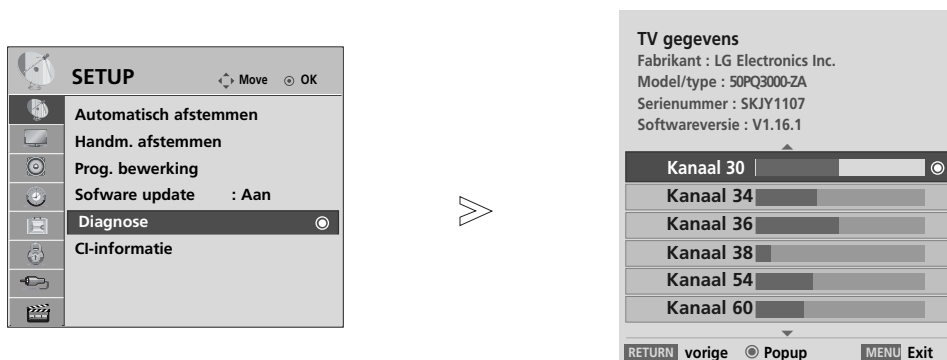 SETUP
Move OK
Automatisch afstemmen
Handm. afstemmen
Prog. bewerking
Sofware update : Aan
Diagnose
CI-informatie
TV gegevens
Fabrikant : LG Electronics Inc.
Model/type : 50PQ3000-ZA
Serienummer : SKJY1107
Softwareversie : V1.16.1
Kanaal 30
Kanaal 34
Kanaal 36
Kanaal 38
Kanaal 54
Kanaal 60
RETURN vorige Popup MENU Exit